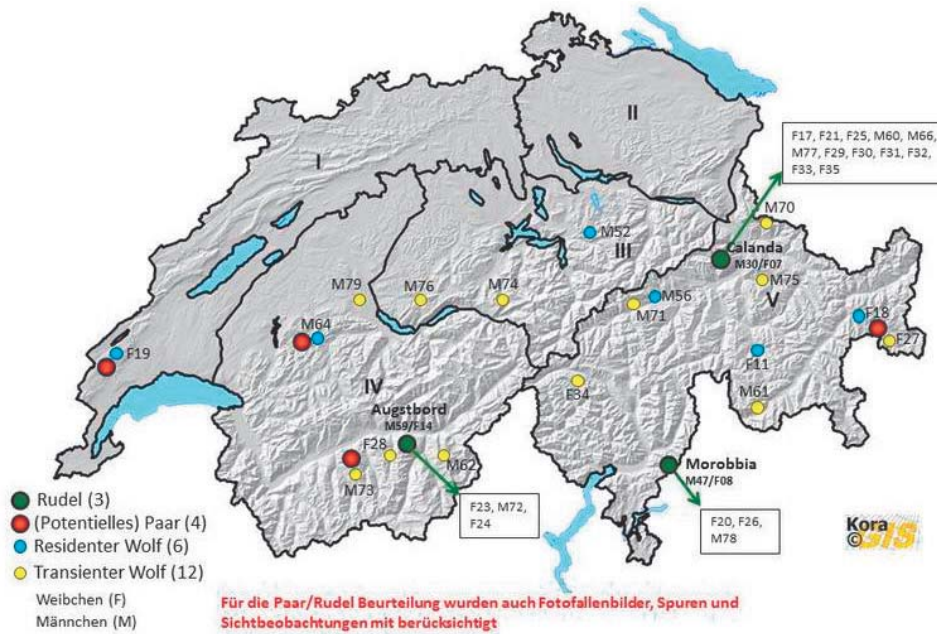 II
F17, F21, F25, M60, M66,
M77, F29, F30, F31, F32,
F33, F35
I
M70
M52
III
Calanda
M30/F07
M79
M76
M74
M75
M56
V
M71
M64
F18
F27
F19
F11
IV
F34
M61
Augstbord
M59/F14
F28
M62
M73
Morobbia
M47/F08
F23, M72,
F24
F20, F26,
M78
Kora
©GIS
Rudel (3)
(Potentielles) Paar (4)
Residenter Wolf (6)
Transienter Wolf (12)
Weibchen (F)
Männchen (M)
Für die Paar/Rudel Beurteilung wurden auch Fotofallenbilder, Spuren und
Sichtbeobachtungen mit berücksichtigt